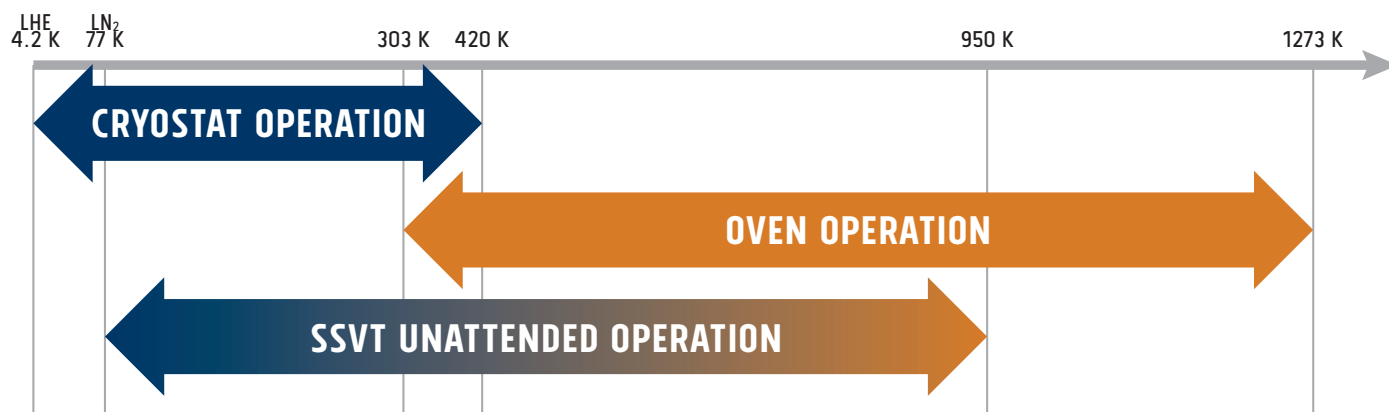 LHE LN₂
4.2 K 77 K 303 K 420 K 950 K 1273 K
CRYOSTAT OPERATION
OVEN OPERATION
SSVT UNATTENDED OPERATION